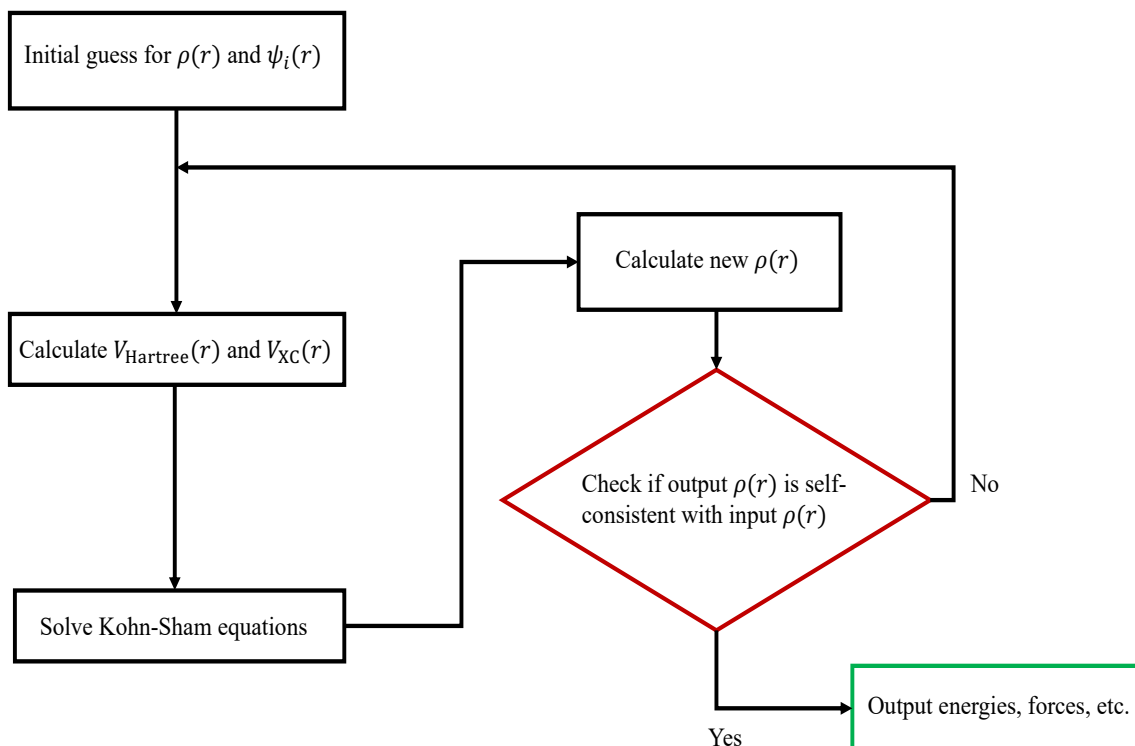 Initial guess for ρ(r) and ψᵢ(r)
Calculate V_Hartree(r) and V_XC(r)
Solve Kohn-Sham equations
Calculate new ρ(r)
Check if output ρ(r) is self-
consistent with input ρ(r)
No
Yes
Output energies, forces, etc.